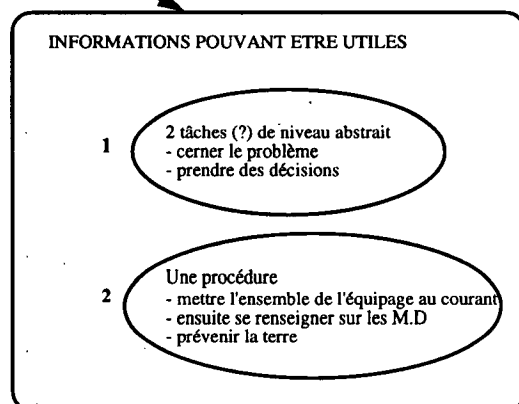 INFORMATIONS POUVANT ETRE UTILES
1
2 tâches (?) de niveau abstrait
- cerner le problème
- prendre des décisions
2
Une procédure
- mettre l'ensemble de l'équipage au courant
- ensuite se renseigner sur les M.D
- prévenir la terre